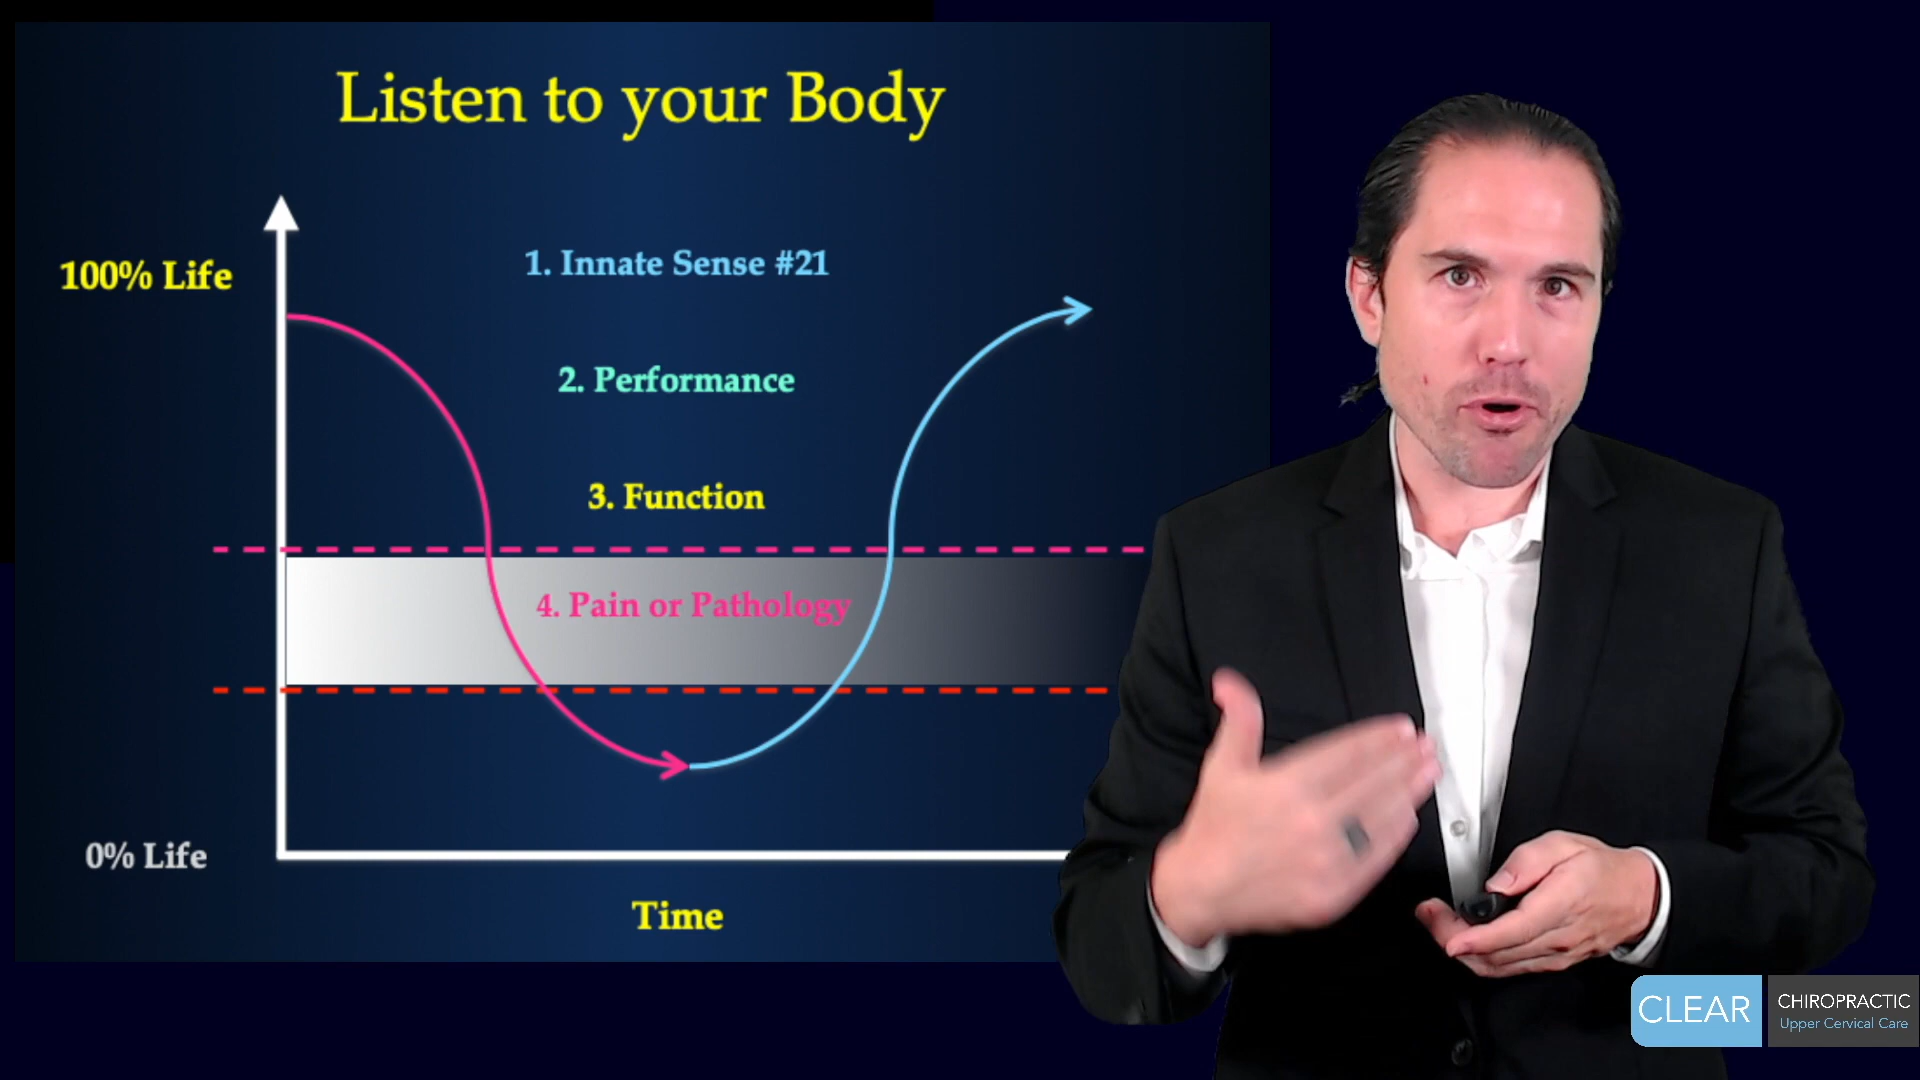 Listen to your Body
100% Life
1. Innate Sense #21
2. Performance
3. Function
4. Pain or Pathology
0% Life
Time
CLEAR
CHIROPRACTIC
Upper Cervical Care